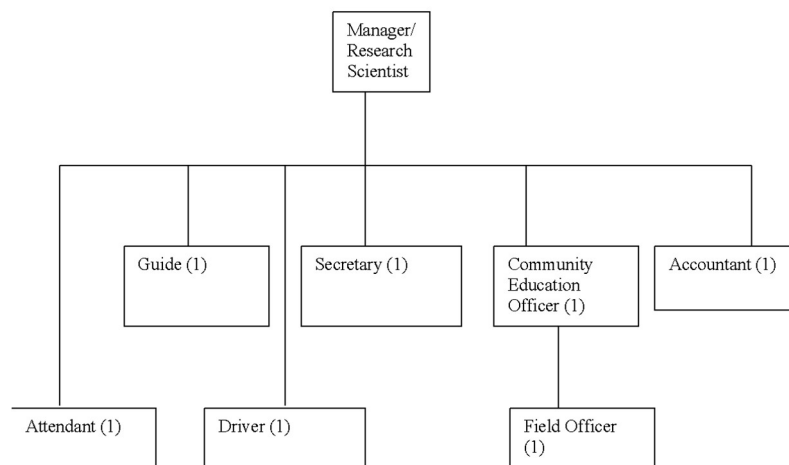 Manager/
Research
Scientist
Guide (1)
Secretary (1)
Community
Education
Officer (1)
Accountant (1)
Attendant (1)
Driver (1)
Field Officer
(1)